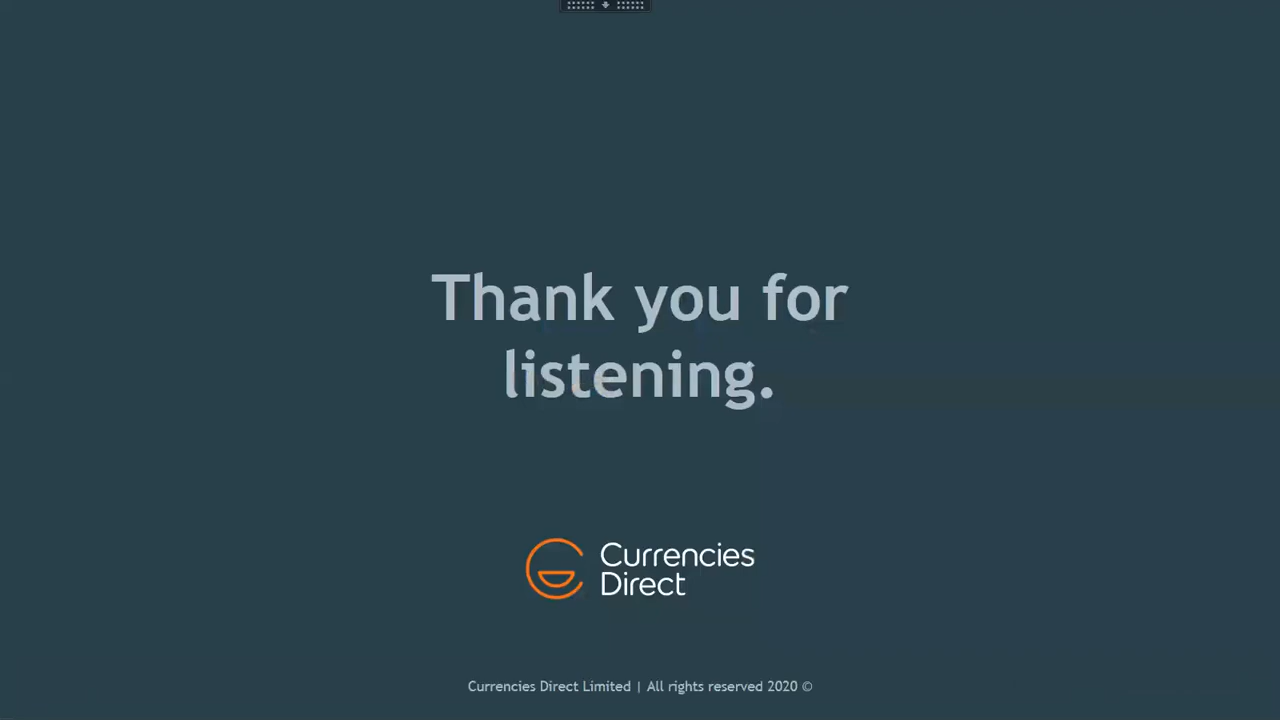 Thank you for
listening.
Currencies
Direct
Currencies Direct Limited | All rights reserved 2020 ©